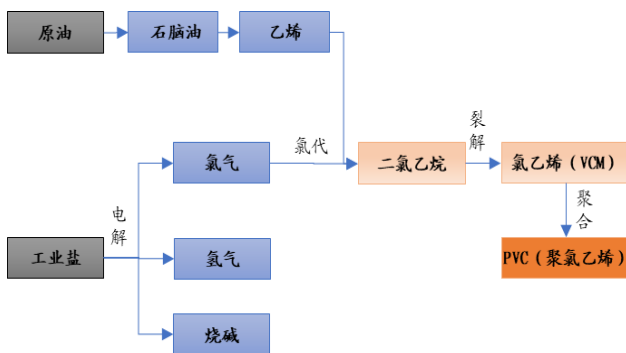 原油
石脑油
乙烯
氯气
氯代
二氯乙烷
裂解
氯乙烯（VCM）
电解
聚合
工业盐
氢气
PVC（聚氯乙烯）
烧碱